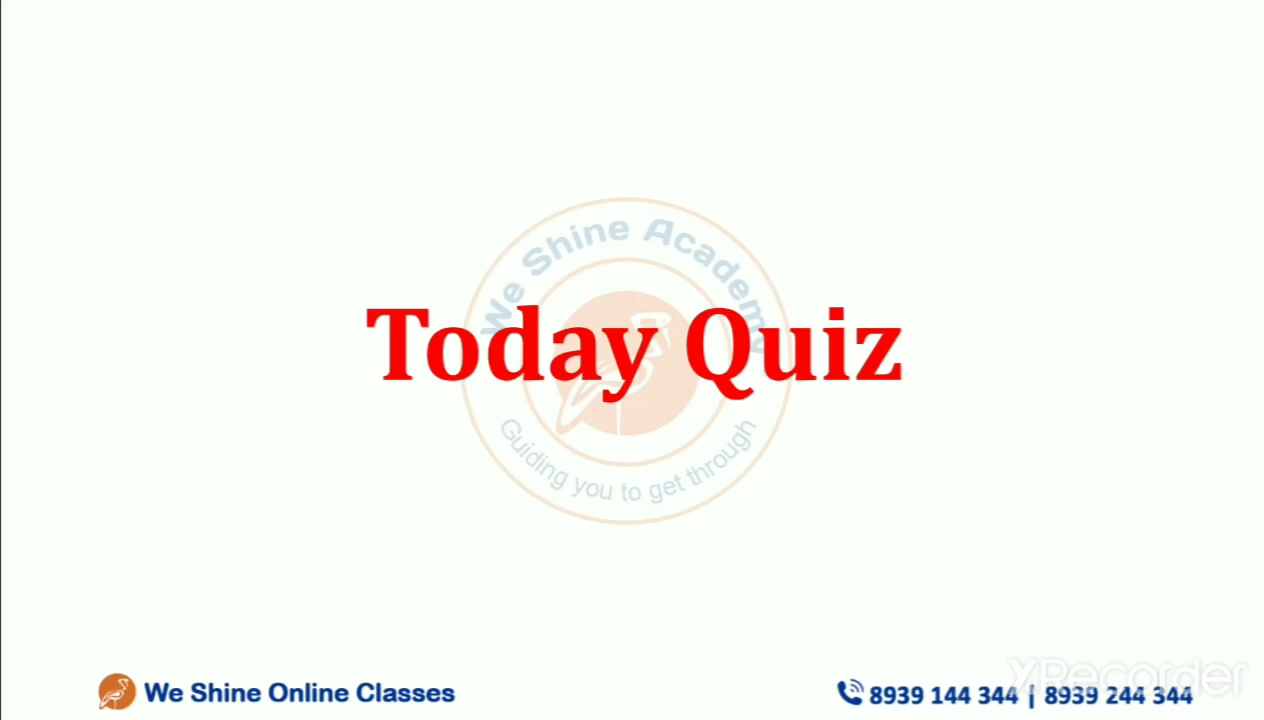 We Shine Academy
Today Quiz
Guiding you to get through
We Shine Online Classes
8939 144 344 | 8939 244 344
XRecorder